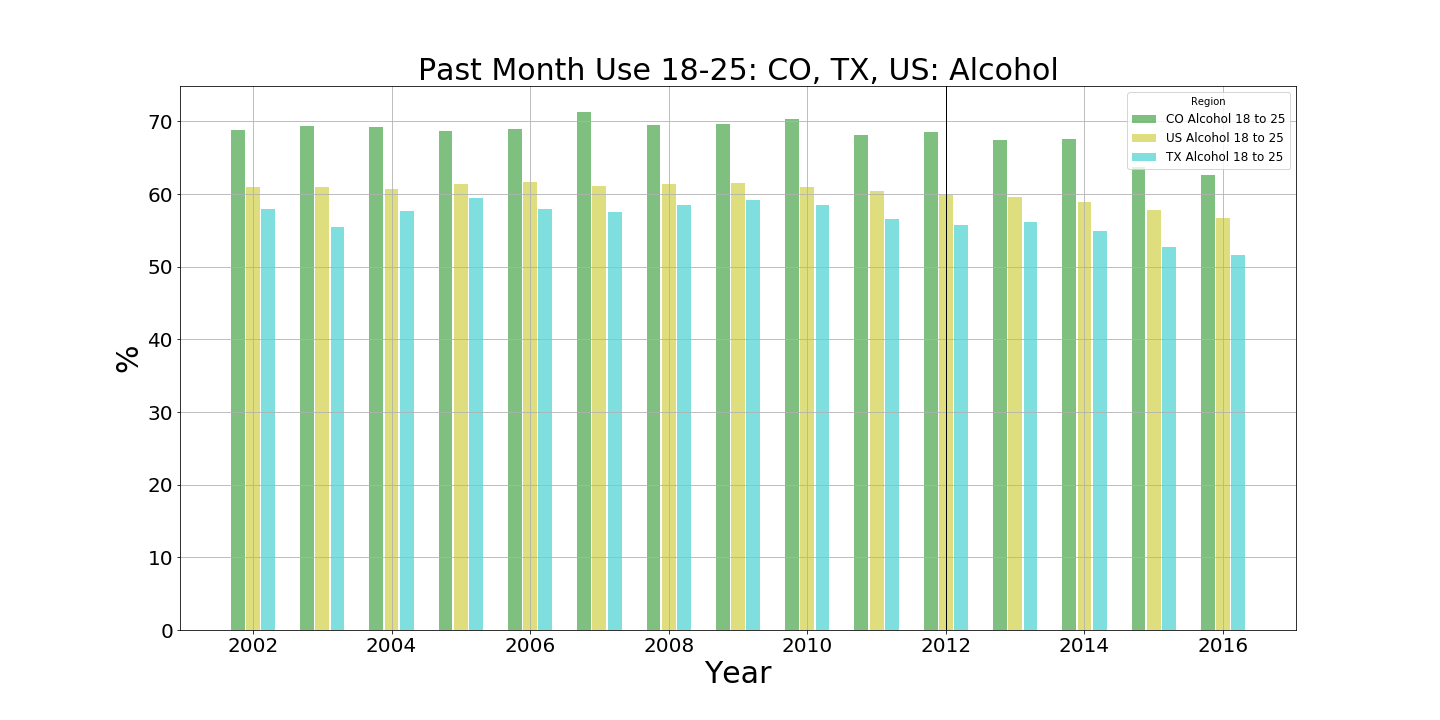 Past Month Use 18-25: CO, TX, US: Alcohol
Region
CO Alcohol 18 to 25
US Alcohol 18 to 25
TX Alcohol 18 to 25
70
60
50
40
30
20
10
0
%
2002 2004 2006 2008 2010 2012 2014 2016
Year